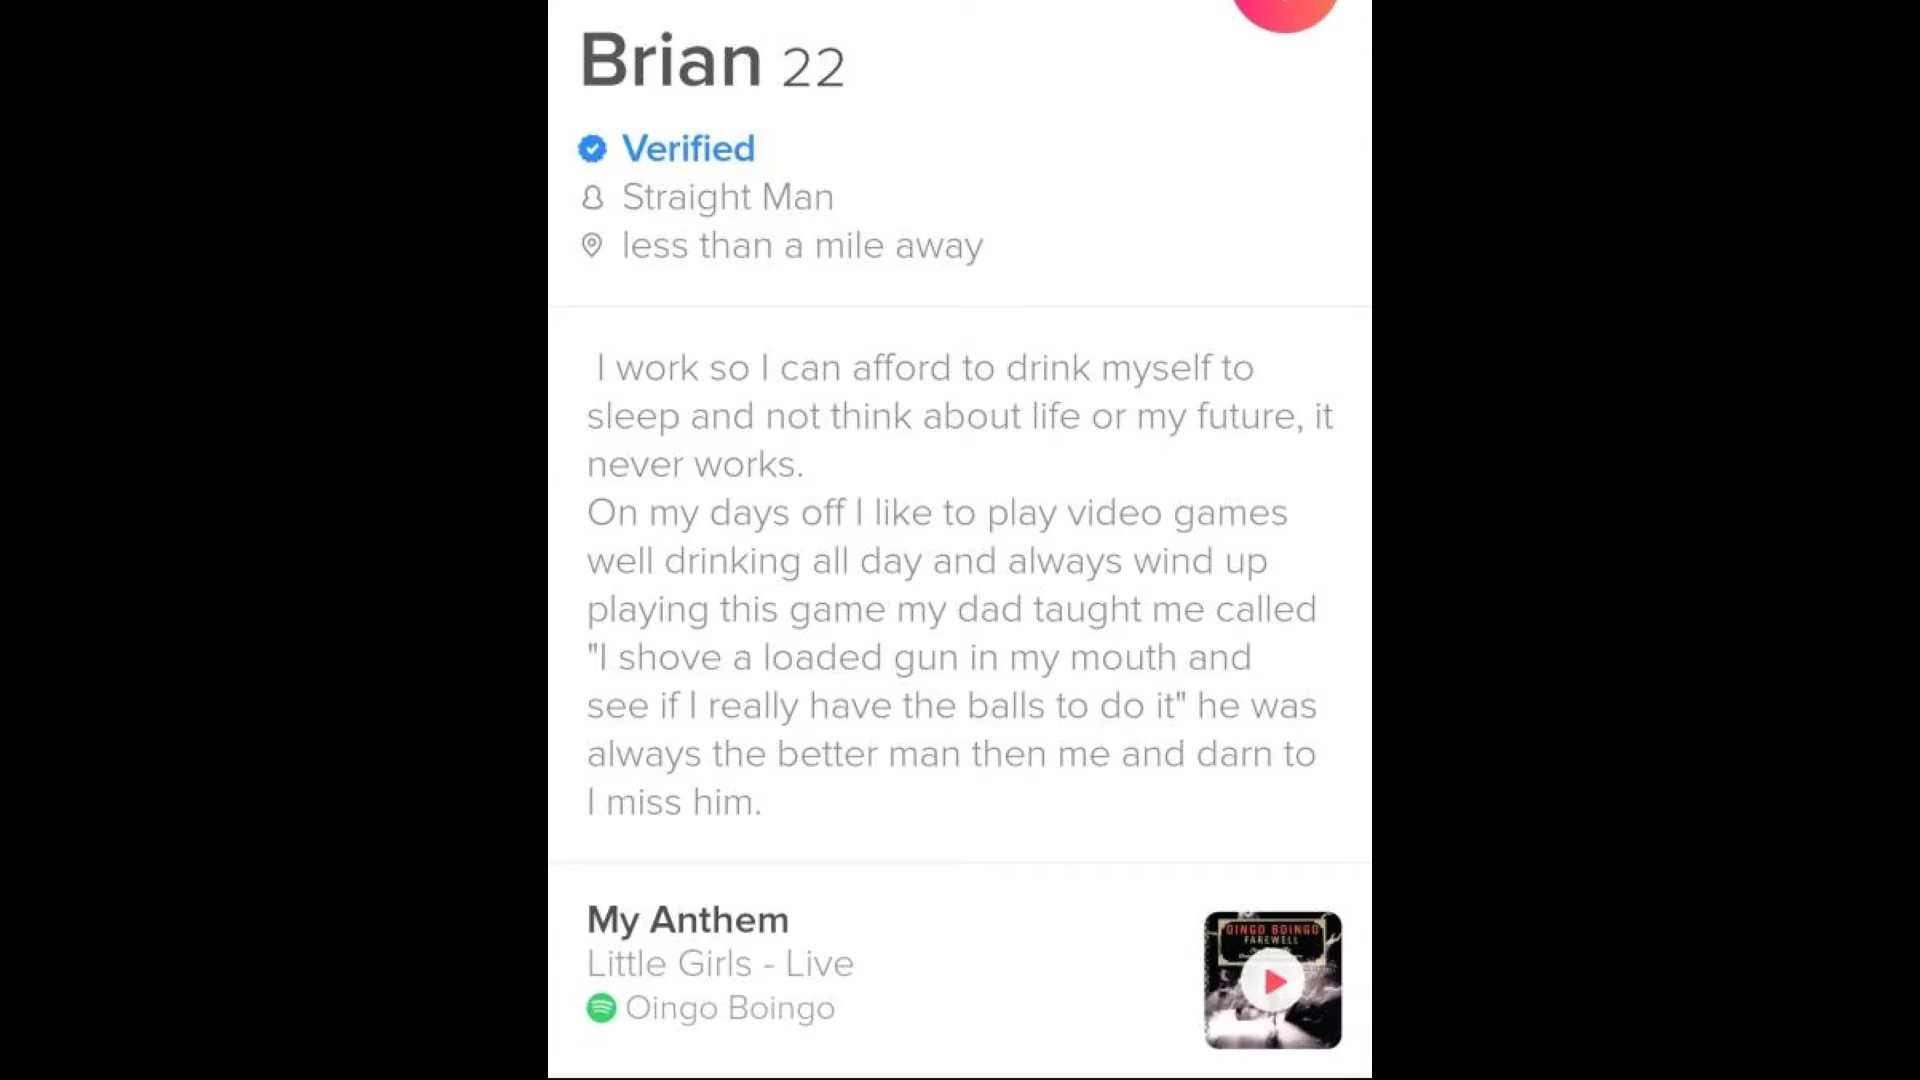 Brian 22
Verified
Straight Man
less than a mile away
I work so I can afford to drink myself to
sleep and not think about life or my future, it
never works.
On my days off I like to play video games
well drinking all day and always wind up
playing this game my dad taught me called
"I shove a loaded gun in my mouth and
see if I really have the balls to do it" he was
always the better man then me and darn to
I miss him.
My Anthem
Little Girls - Live
Oingo Boingo
OINGO BOINGO
FAREWELL